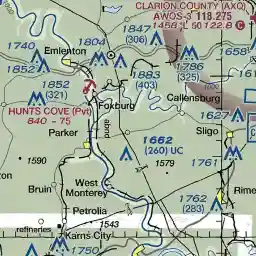 CLARION COUNTY (AXQ)
AWOS-3 118.275
1458 L 50 122.8 C
1847
(306)
1740
Emlenton
1804
1786
(325)
1658
1852
(321)
1852
1883
(403)
Foxburg
Callensburg
HUNTS COVE (Pvt)
840 - 75
Parker
Sligo
1662
(260) UC
1627
1590
1579
1761
Bruin
West
Monterey
1762
(283)
Rime
Petrolia
1543
refineries
Karns City
1750